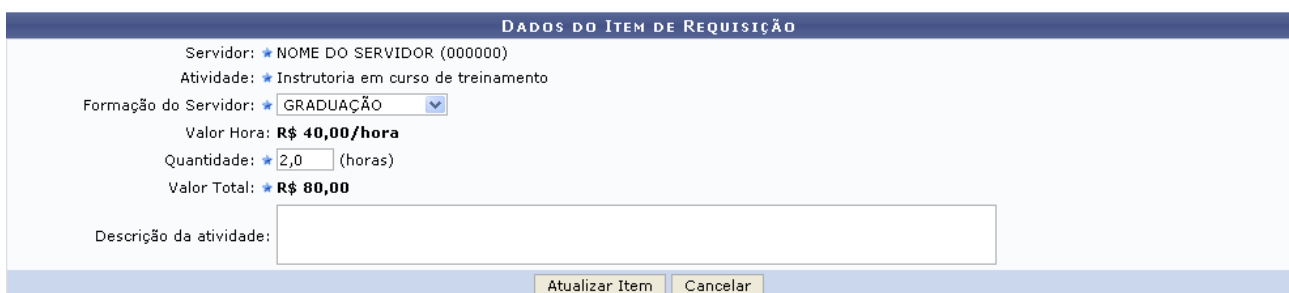 DADOS DO ITEM DE REQUISIÇÃO
Servidor: NOME DO SERVIDOR (000000)
Atividade: Instrutoria em curso de treinamento
Formação do Servidor: GRADUAÇÃO
Valor Hora: R$ 40,00/hora
Quantidade: 2,0 (horas)
Valor Total: R$ 80,00
Descrição da atividade:
Atualizar Item Cancelar